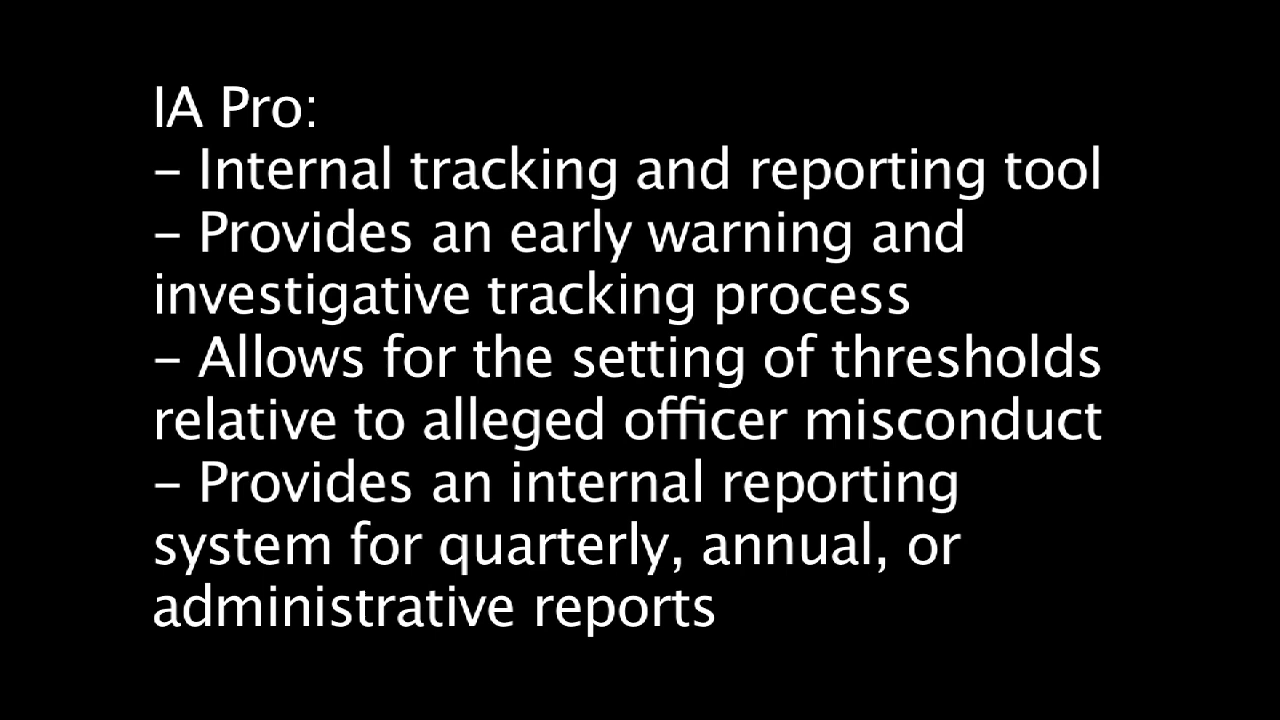 IA Pro:
– Internal tracking and reporting tool
– Provides an early warning and
investigative tracking process
– Allows for the setting of thresholds
relative to alleged officer misconduct
– Provides an internal reporting
system for quarterly, annual, or
administrative reports